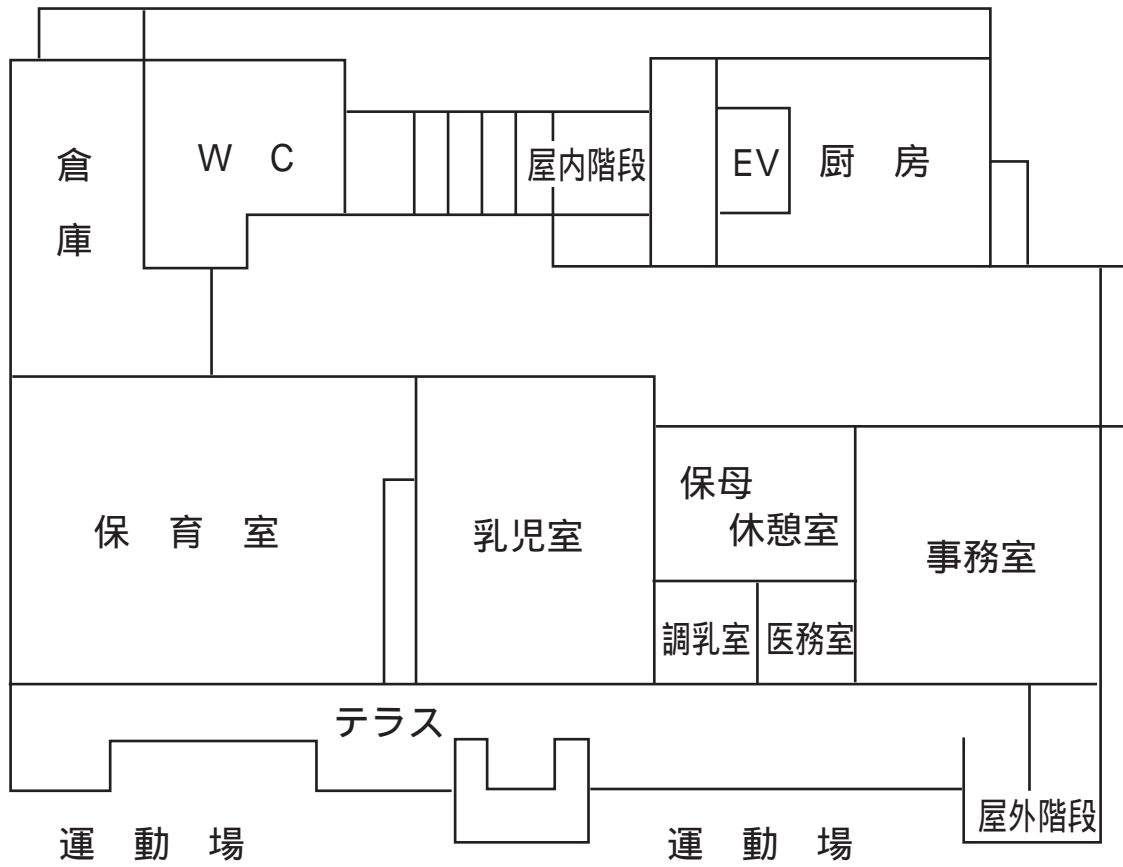 倉庫
W C
屋内階段
EV
厨 房
保 育 室
乳児室
保母
休憩室
事務室
調乳室
医務室
テラス
屋外階段
運 動 場
運 動 場